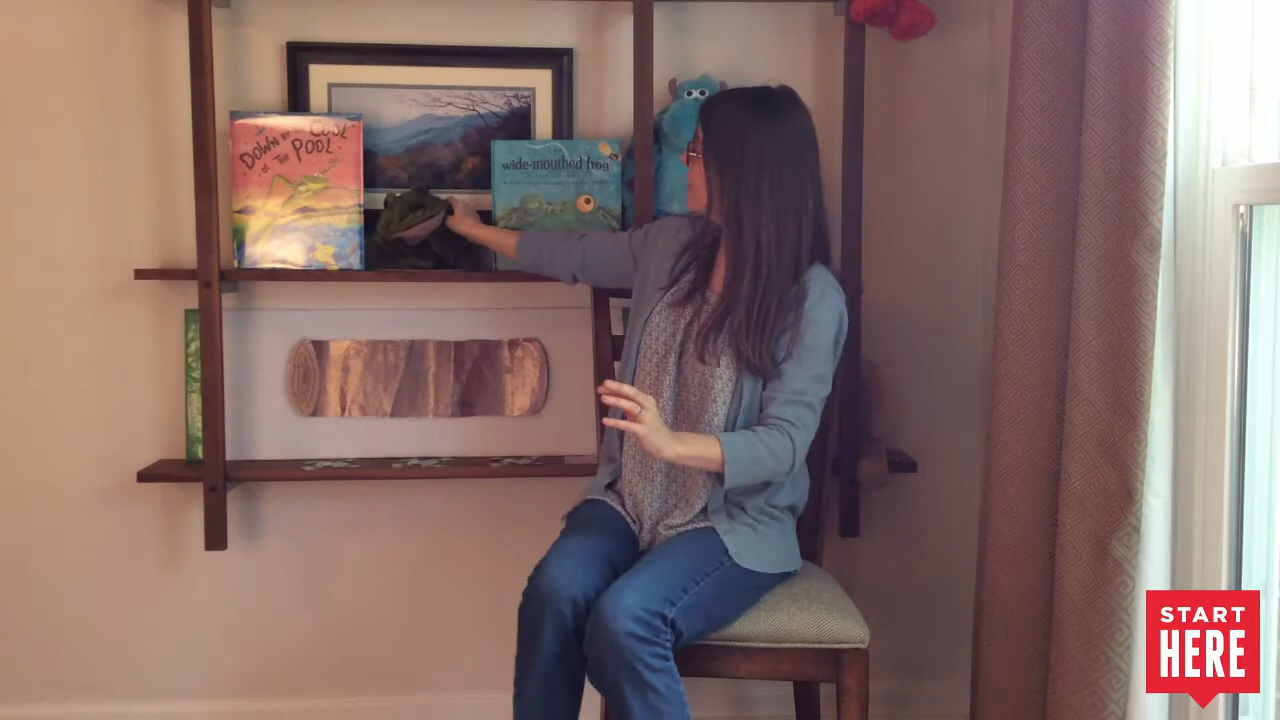 DOWN BY THE COOL
OF THE POOL
wide-mouthed frog
START
HERE